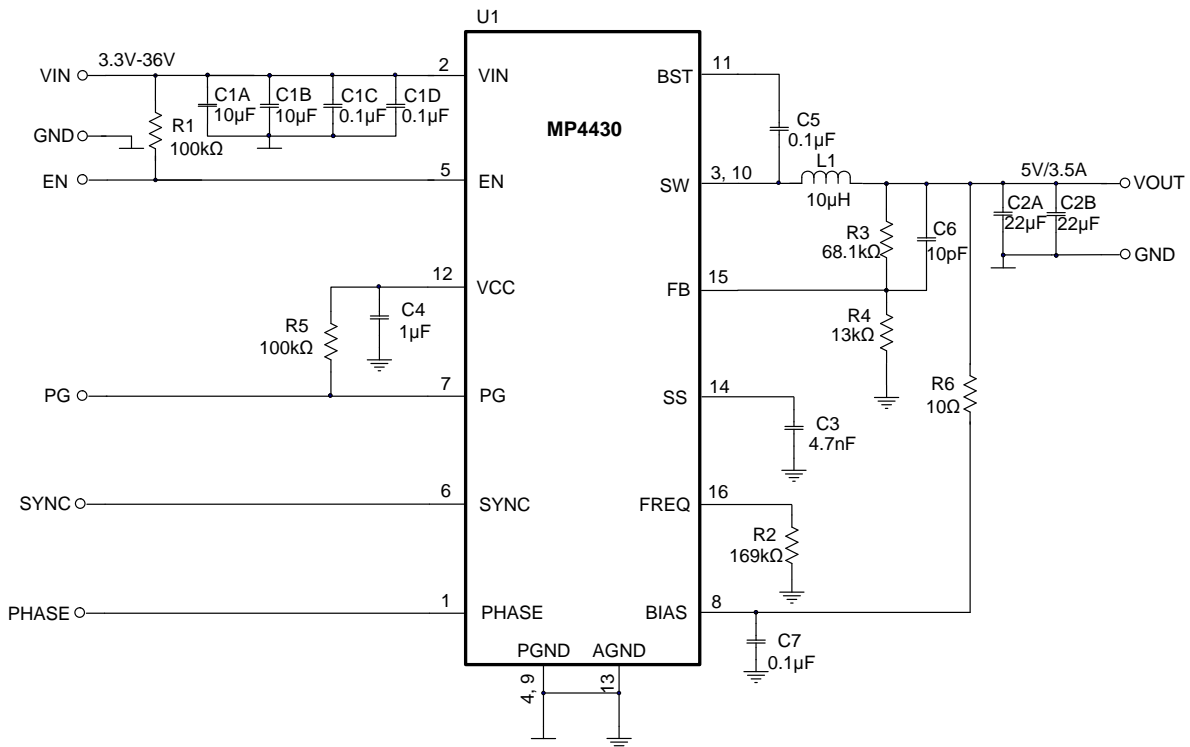 U1
3.3V-36V
VIN
2
VIN
C1A
10µF
C1B
10µF
C1C
0.1µF
C1D
0.1µF
GND
R1
100kΩ
EN
5
EN
MP4430
BST
11
C5
0.1µF
L1
10µH
SW
3, 10
5V/3.5A
VOUT
C2A
22µF
C2B
22µF
GND
R3
68.1kΩ
C6
10pF
12
VCC
FB
15
C4
1µF
R5
100kΩ
R4
13kΩ
PG
7
PG
SS
14
R6
10Ω
C3
4.7nF
SYNC
6
SYNC
FREQ
16
R2
169kΩ
PHASE
1
PHASE
BIAS
8
C7
0.1µF
PGND
AGND
4, 9
13